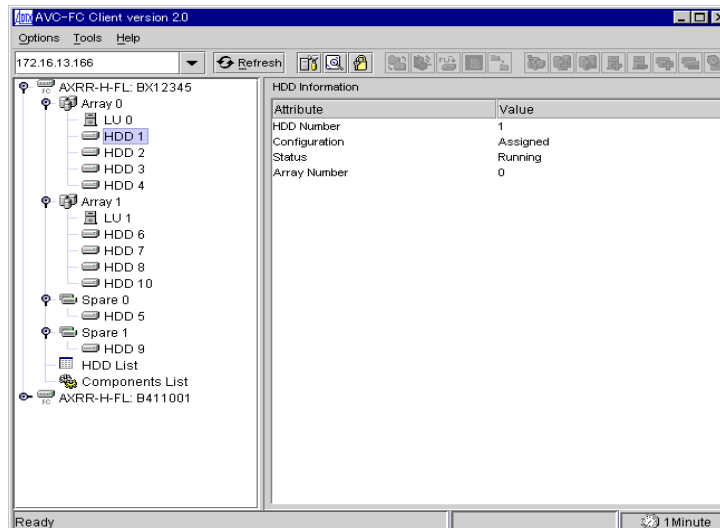 AVC-FC Client version 2.0
Options Tools Help
172.16.13.166
Refresh
AXRR-H-FL: BX12345
Array 0
LU 0
HDD 1
HDD 2
HDD 3
HDD 4
Array 1
LU 1
HDD 6
HDD 7
HDD 8
HDD 10
Spare 0
HDD 5
Spare 1
HDD 9
HDD List
Components List
AXRR-H-FL: B411001
HDD Information
Attribute Value
HDD Number 1
Configuration Assigned
Status Running
Array Number 0
Ready
1 Minute